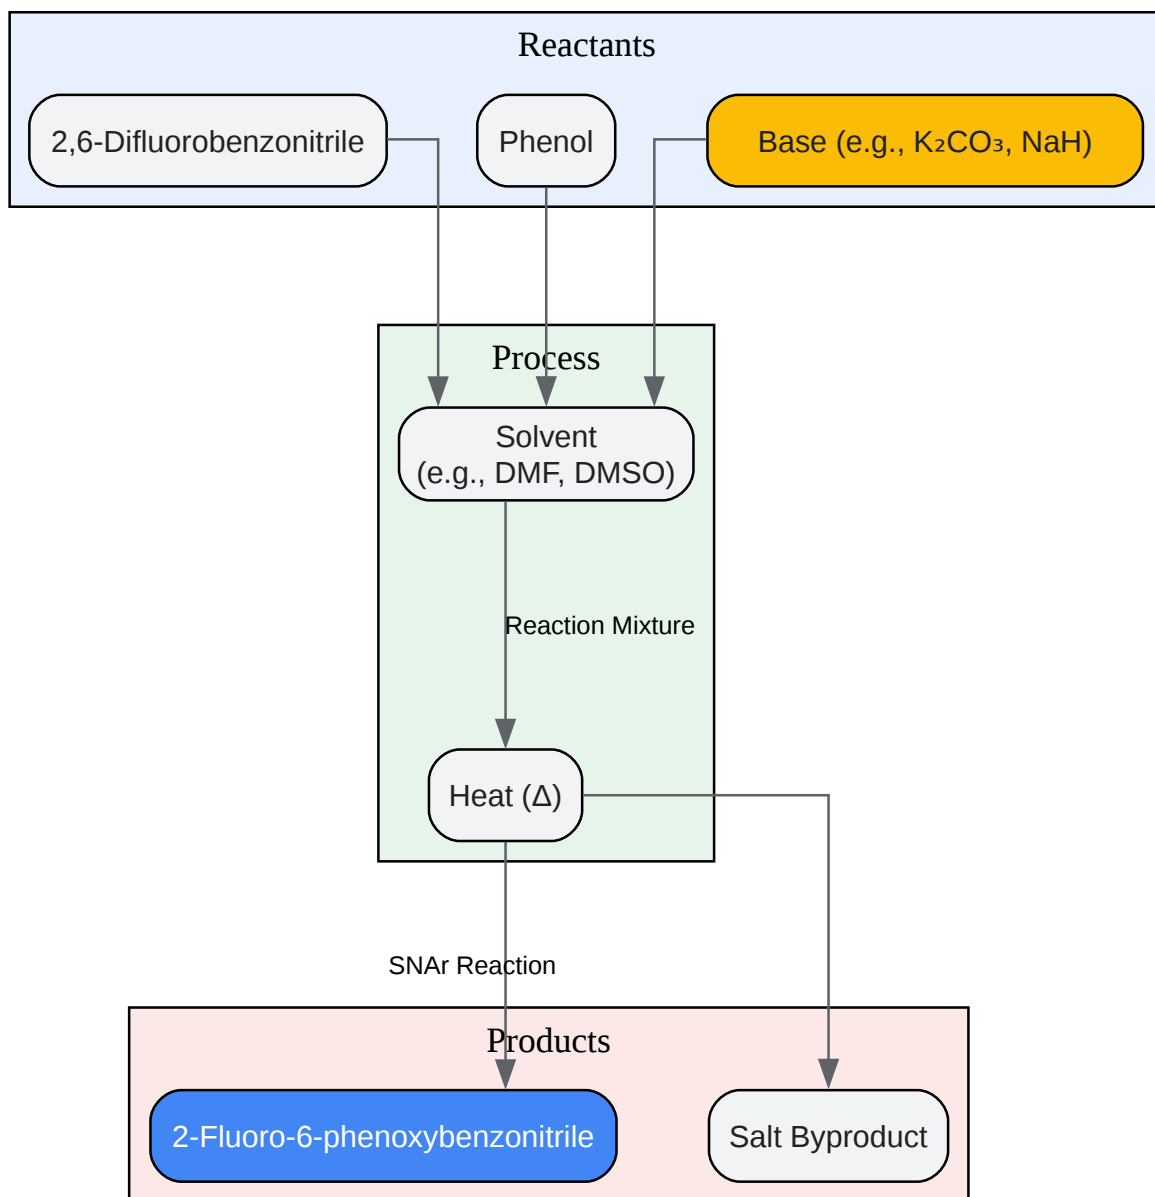 Reactants
2,6-Difluorobenzonitrile
Phenol
Base (e.g., K₂CO₃, NaH)
Process
Solvent
(e.g., DMF, DMSO)
Reaction Mixture
Heat (Δ)
SNAr Reaction
Products
2-Fluoro-6-phenoxybenzonitrile
Salt Byproduct